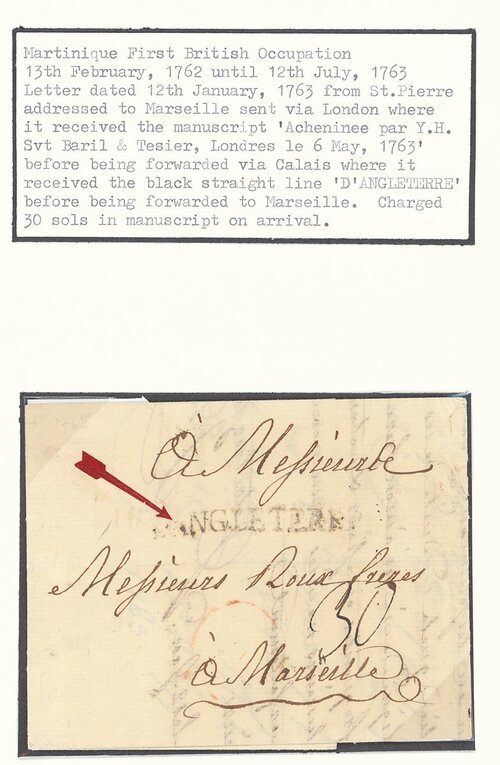 Martinique First British Occupation
13th February, 1762 until 12th July, 1763
Letter dated 12th January, 1763 from St.Pierre
addressed to Marseille sent via London where
it received the manuscript 'Acheninee par Y.H.
Svt Baril & Tesier, Londres le 6 May, 1763'
before being forwarded via Calais where it
received the black straight line 'D'ANGLETERRE'
before being forwarded to Marseille. Charged
30 sols in manuscript on arrival.
à Messieurs
D'ANGLETERRE
Messieurs Roux freres
30
à Marseille